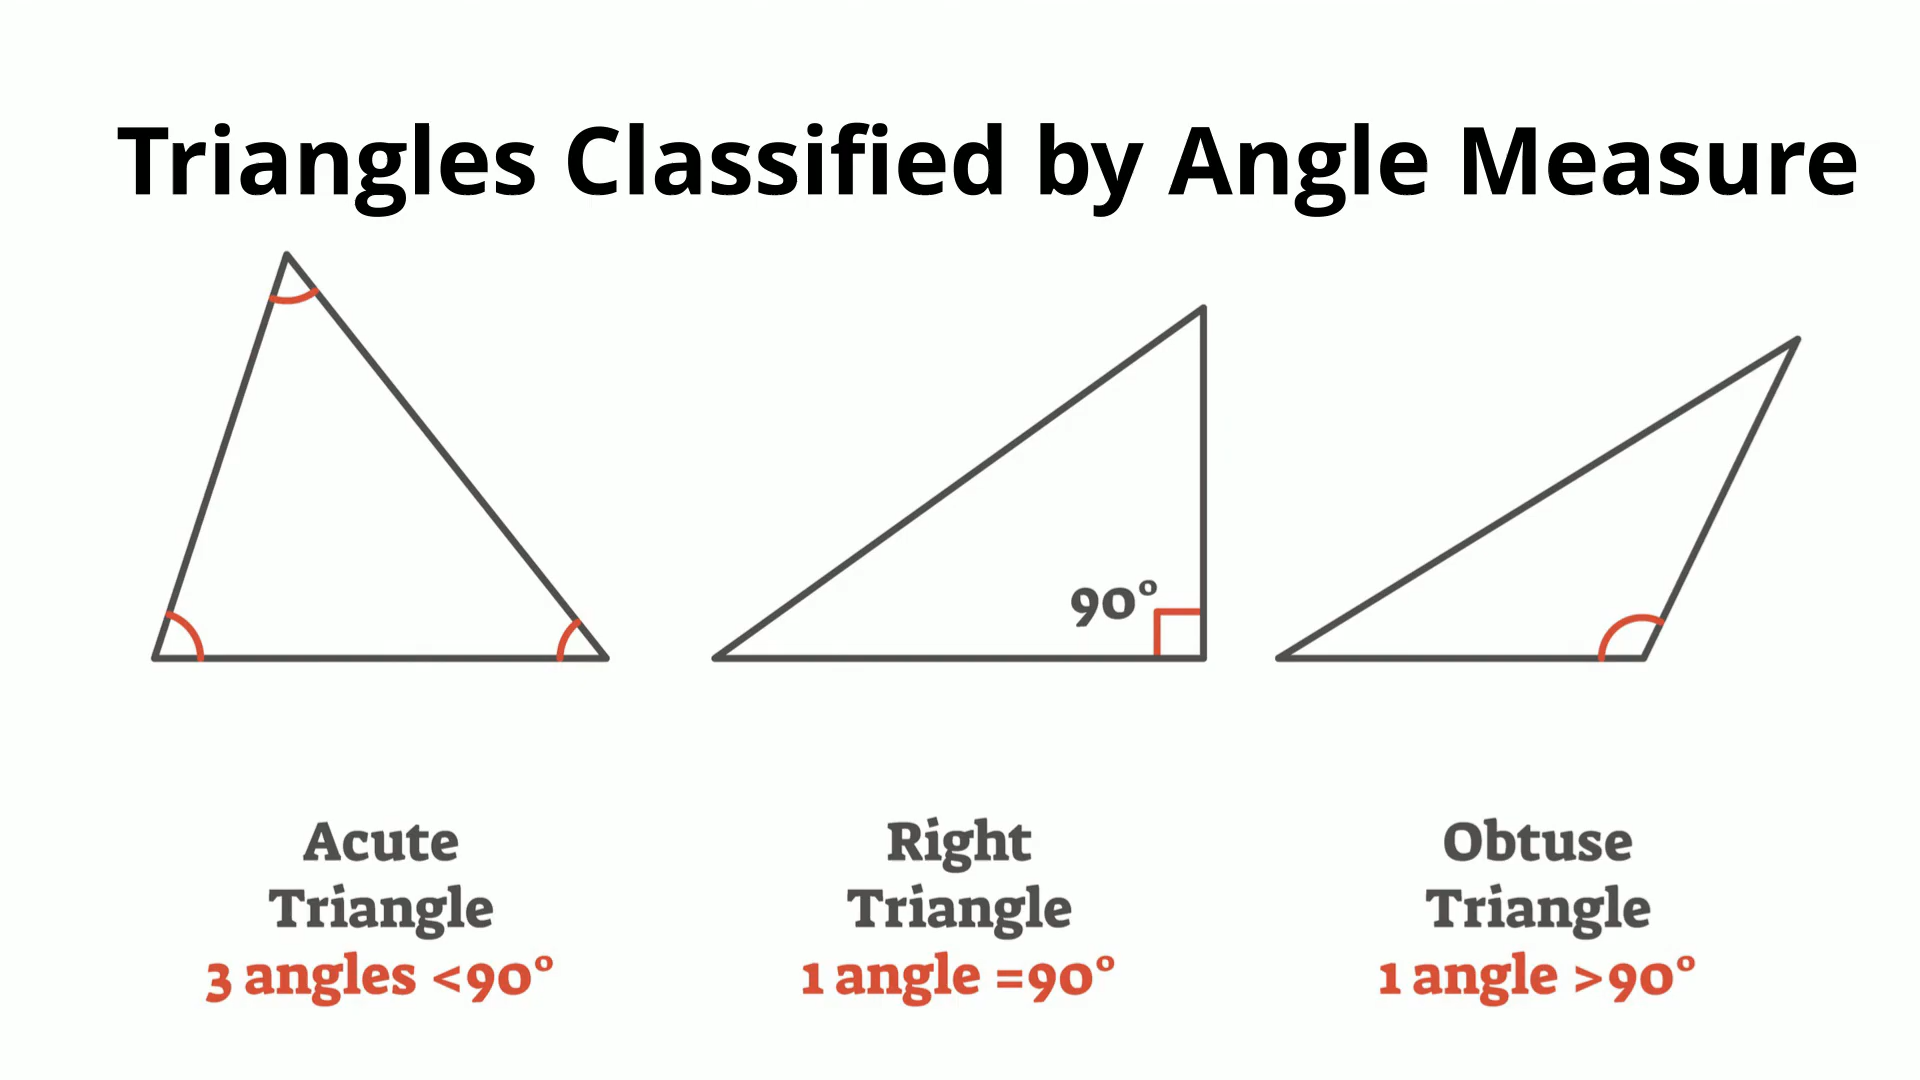 Triangles Classified by Angle Measure
90°
Acute
Triangle
3 angles <90°
Right
Triangle
1 angle =90°
Obtuse
Triangle
1 angle >90°